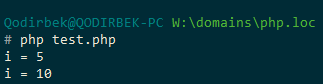 Qodirbek@QODIRBEK-PC W:\domains\php.loc
# php test.php
i = 5
i = 10